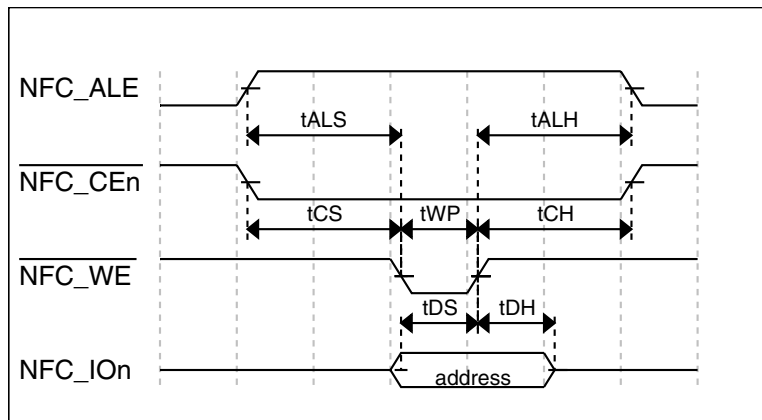 NFC_ALE
tALS tALH
NFC_CEn
tCS tWP tCH
NFC_WE
tDS tDH
NFC_IOn address